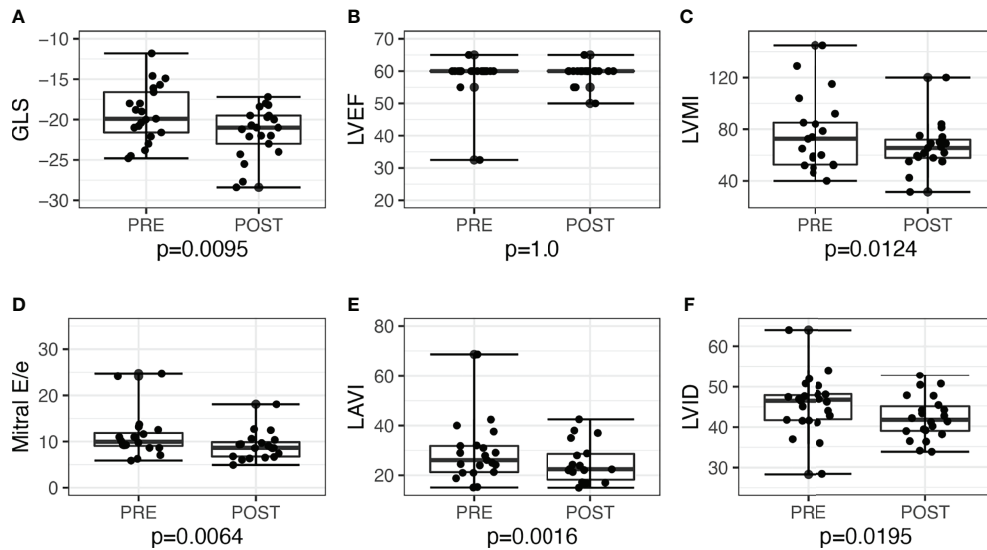 A
−10
−15
−20
−25
−30
GLS
PRE POST
p=0.0095
B
70
60
50
40
30
20
LVEF
PRE POST
p=1.0
C
120
80
40
LVMI
PRE POST
p=0.0124
D
30
20
10
0
Mitral E/e
PRE POST
p=0.0064
E
80
60
40
20
LAVI
PRE POST
p=0.0016
F
60
50
40
30
LVID
PRE POST
p=0.0195